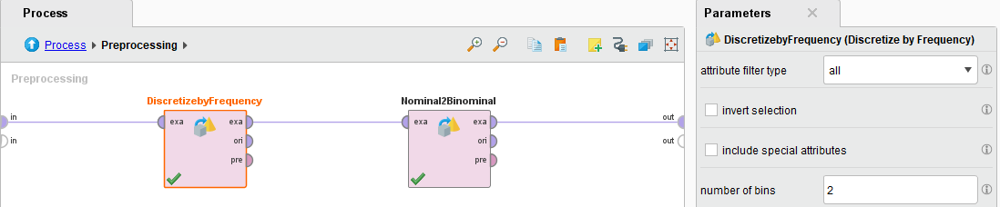 Process
Process Preprocessing
Preprocessing
DiscretizebyFrequency
Nominal2Binominal
in
exa exa
exa exa
out
in
ori
ori
out
pre
pre
Parameters
DiscretizebyFrequency (Discretize by Frequency)
attribute filter type all
invert selection
include special attributes
number of bins 2